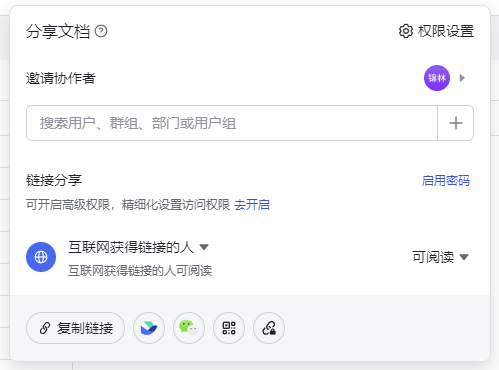 分享文档
权限设置
邀请协作者
锦林
搜索用户、群组、部门或用户组
链接分享
启用密码
可开启高级权限，精细化设置访问权限 去开启
互联网获得链接的人
可阅读
互联网获得链接的人可阅读
复制链接